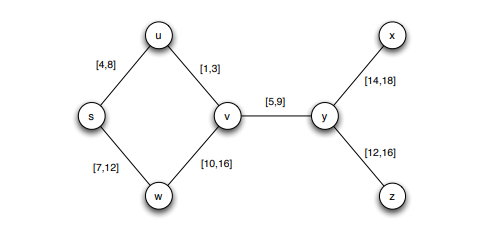 u
x
[4,8]
[1,3]
[14,18]
[5,9]
s
v
y
[7,12]
[10,16]
[12,16]
w
z